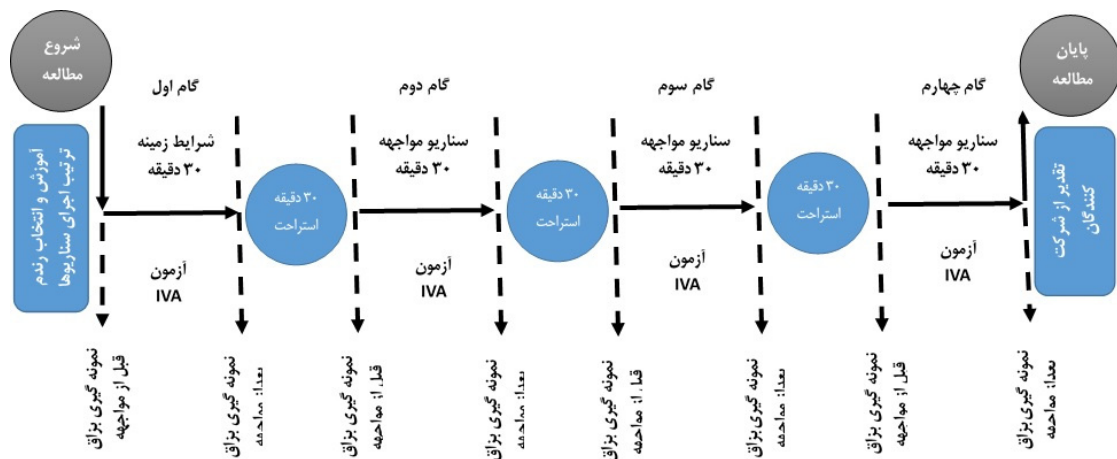 شروع
مطالعه
آموزش و انتخاب رندم
ترتیب اجرای سناریوها
گام اول
شرایط زمینه
۳۰ دقیقه
آزمون
IVA
۳۰ دقیقه
استراحت
گام دوم
سناریو مواجهه
۳۰ دقیقه
آزمون
IVA
۳۰ دقیقه
استراحت
گام سوم
سناریو مواجهه
۳۰ دقیقه
آزمون
IVA
۳۰ دقیقه
استراحت
گام چهارم
سناریو مواجهه
۳۰ دقیقه
آزمون
IVA
پایان
مطالعه
تقدیر از شرکت
کنندگان
نمونه گیری بزاق
قبل از مواجهه
نمونه گیری بزاق
بعداز مواجهه
نمونه گیری بزاق
قبل از مواجهه
نمونه گیری بزاق
بعداز مواجهه
نمونه گیری بزاق
قبل از مواجهه
نمونه گیری بزاق
بعداز مواجهه
نمونه گیری بزاق
قبل از مواجهه
نمونه گیری بزاق
بعداز مواجهه